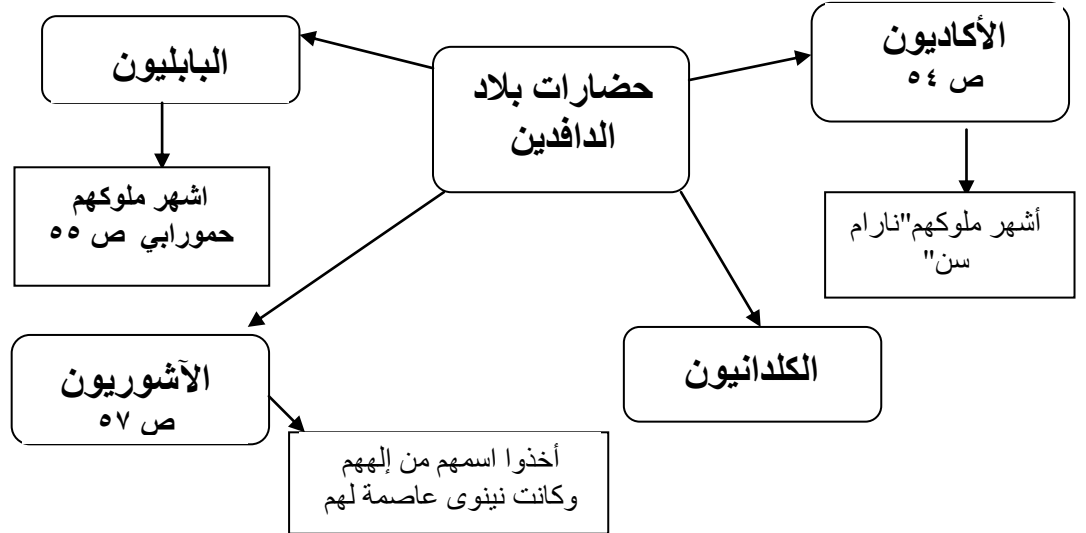 حضارات بلاد
الدافدين
الأكاديون
ص ٥٤
أشهر ملوكهم"نارام
سن"
البابليون
اشهر ملوكهم
حمورابي ص ٥٥
الكلدانيون
الآشوريون
ص ٥٧
أخذوا اسمهم من إلههم
وكانت نينوى عاصمة لهم